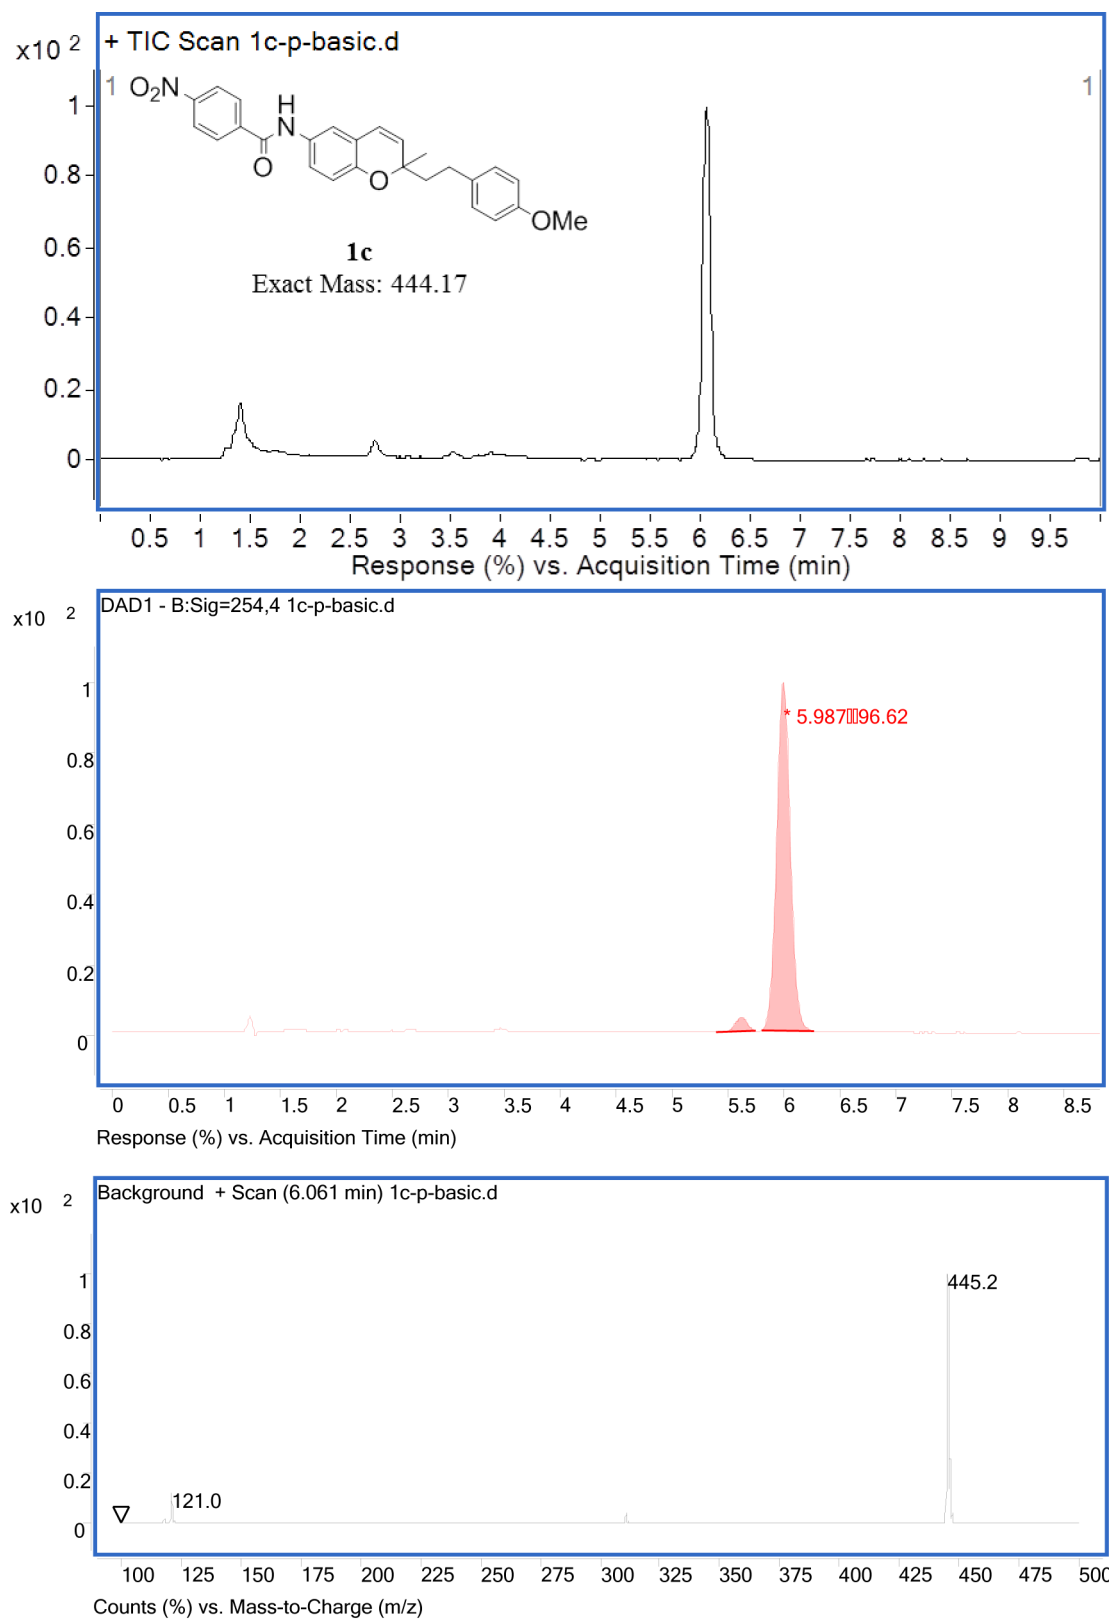 x10 2
+ TIC Scan 1c-p-basic.d
1
1
O2N
H
N
O
O
OMe
1c
Exact Mass: 444.17
1
0.8
0.6
0.4
0.2
0
0.5 1 1.5 2 2.5 3 3.5 4 4.5 5 5.5 6 6.5 7 7.5 8 8.5 9 9.5
Response (%) vs. Acquisition Time (min)
x10 2
DAD1 - B:Sig=254,4 1c-p-basic.d
1
* 5.987▯▯96.62
0.8
0.6
0.4
0.2
0
0 0.5 1 1.5 2 2.5 3 3.5 4 4.5 5 5.5 6 6.5 7 7.5 8 8.5
Response (%) vs. Acquisition Time (min)
x10 2
Background + Scan (6.061 min) 1c-p-basic.d
1
445.2
0.8
0.6
0.4
0.2
121.0
0
100 125 150 175 200 225 250 275 300 325 350 375 400 425 450 475 500
Counts (%) vs. Mass-to-Charge (m/z)